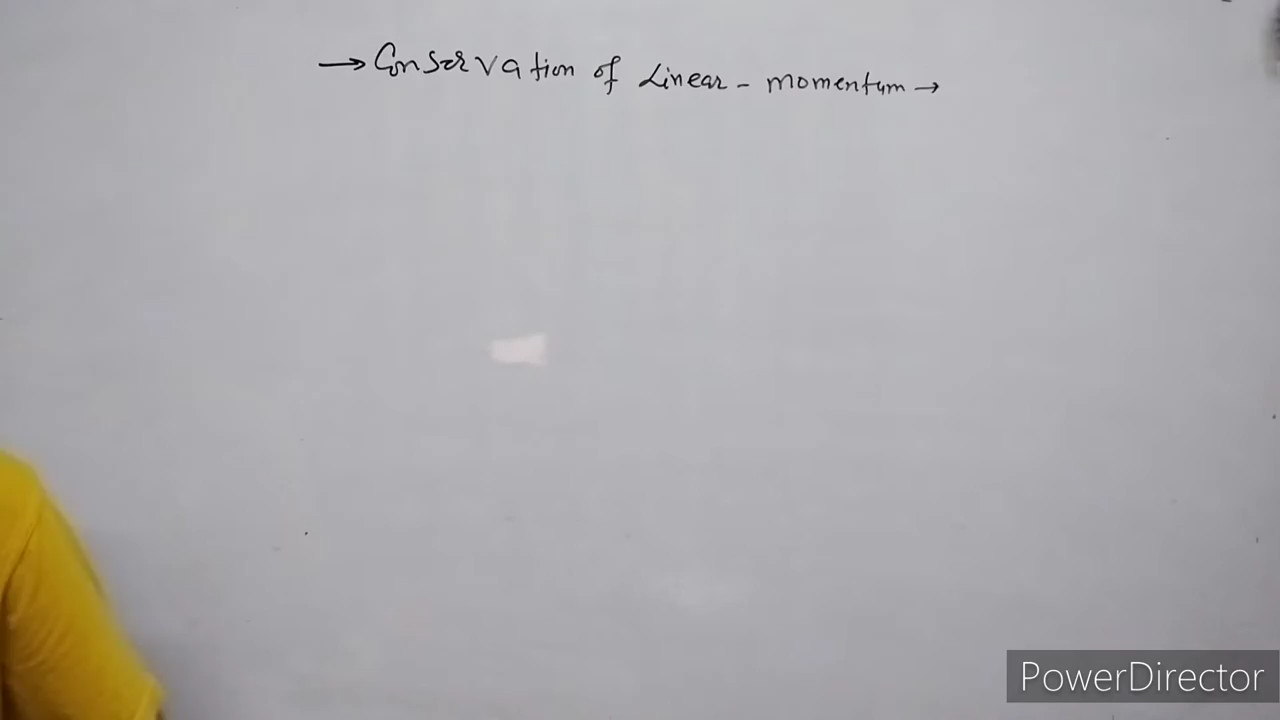 → Conservation of Linear - momentum →
PowerDirector